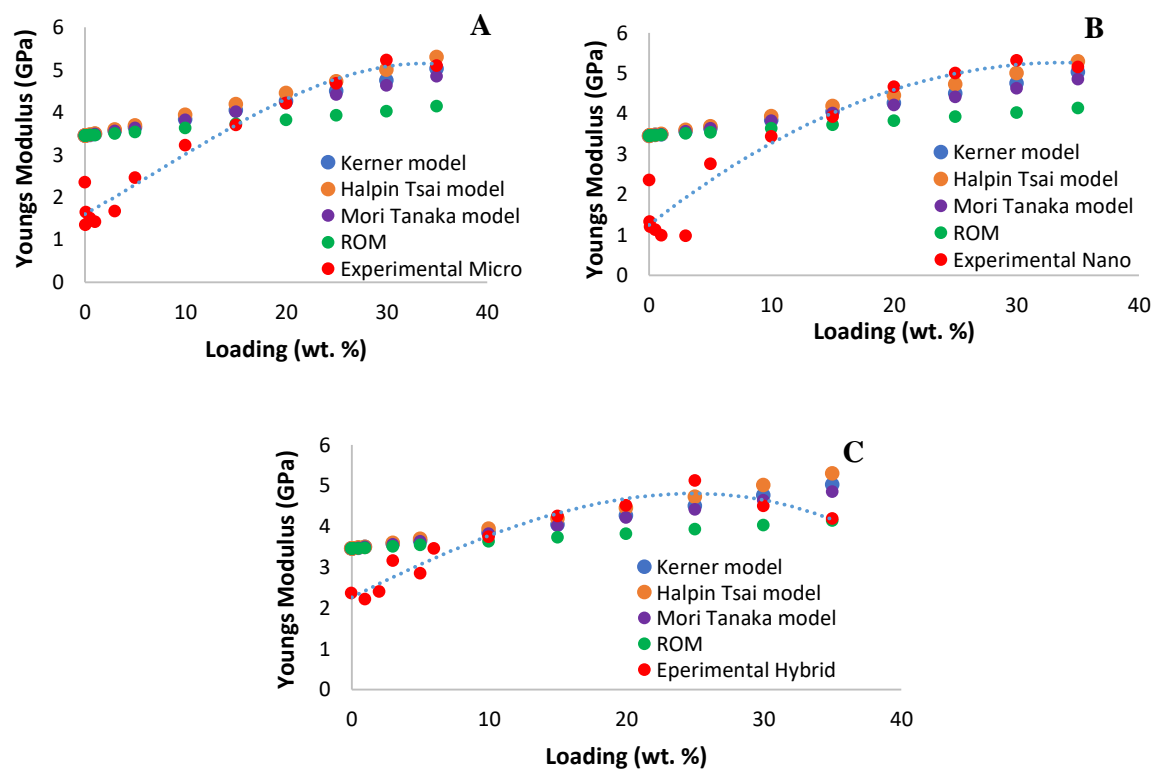 A
Youngs Modulus (GPa)
6
5
4
3
2
1
0
Kerner model
Halpin Tsai model
Mori Tanaka model
ROM
Experimental Micro
0 10 20 30 40
Loading (wt. %)
B
Youngs Modulus (GPa)
6
5
4
3
2
1
0
Kerner model
Halpin Tsai model
Mori Tanaka model
ROM
Experimental Nano
0 10 20 30 40
Loading (wt. %)
C
Youngs Modulus (GPa)
6
5
4
3
2
1
0
Kerner model
Halpin Tsai model
Mori Tanaka model
ROM
Eperimental Hybrid
0 10 20 30 40
Loading (wt. %)